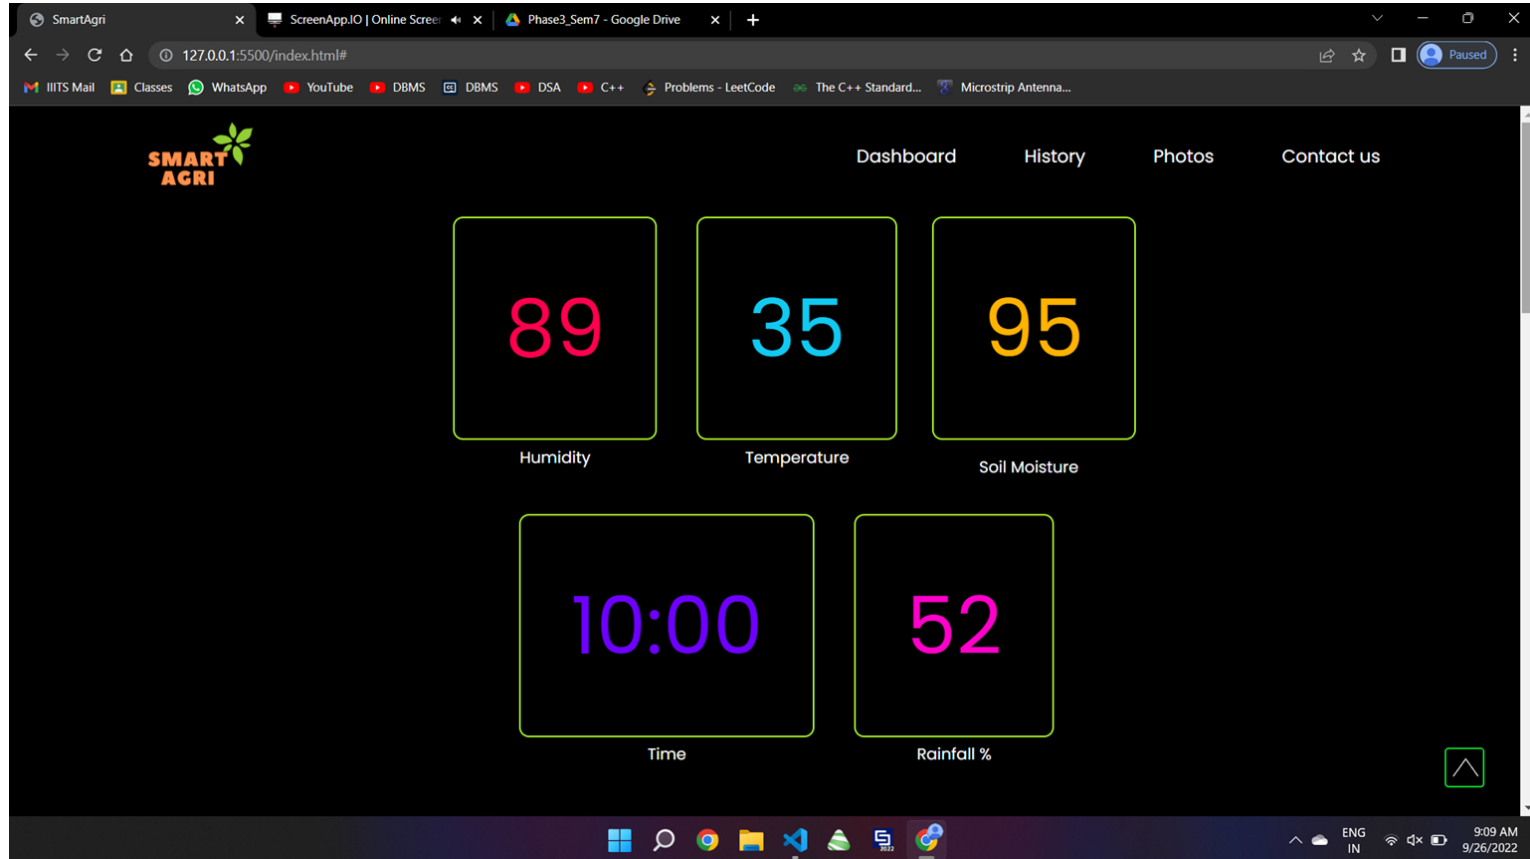 SmartAgri
ScreenApp.IO | Online Screen
Phase3_Sem7 - Google Drive
127.0.0.1:5500/index.html#
Paused
IIITS Mail
Classes
WhatsApp
YouTube
DBMS
DBMS
DSA
C++
Problems - LeetCode
The C++ Standard...
Microstrip Antenna...
SMART
AGRI
Dashboard
History
Photos
Contact us
89
35
95
Humidity
Temperature
Soil Moisture
10:00
52
Time
Rainfall %
ENG
IN
9:09 AM
9/26/2022